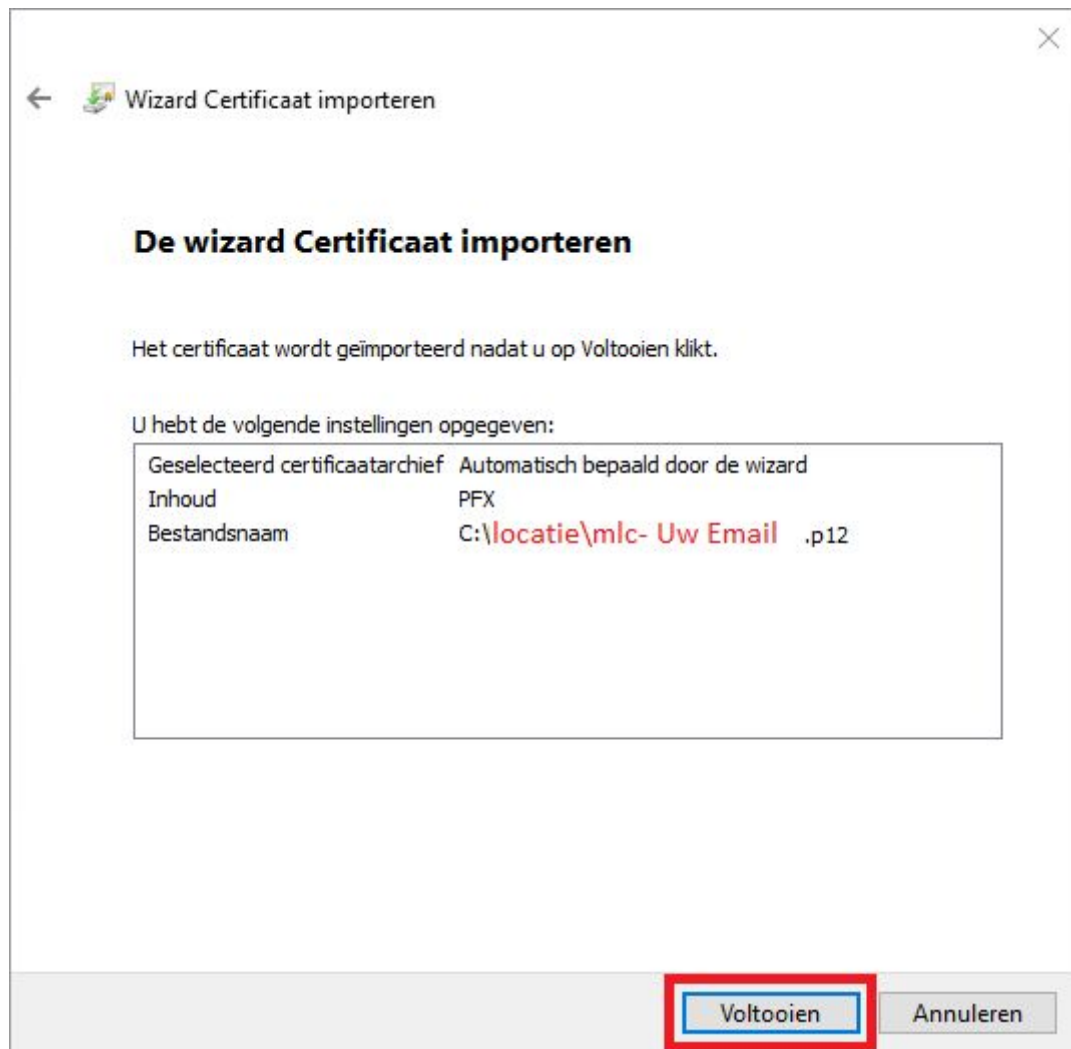 Wizard Certificaat importeren
De wizard Certificaat importeren
Het certificaat wordt geïmporteerd nadat u op Voltooien klikt.
U hebt de volgende instellingen opgegeven:
Geselecteerd certificaatarchief Automatisch bepaald door de wizard
Inhoud PFX
Bestandsnaam C:\locatie\mlc- Uw Email .p12
Voltooien Annuleren